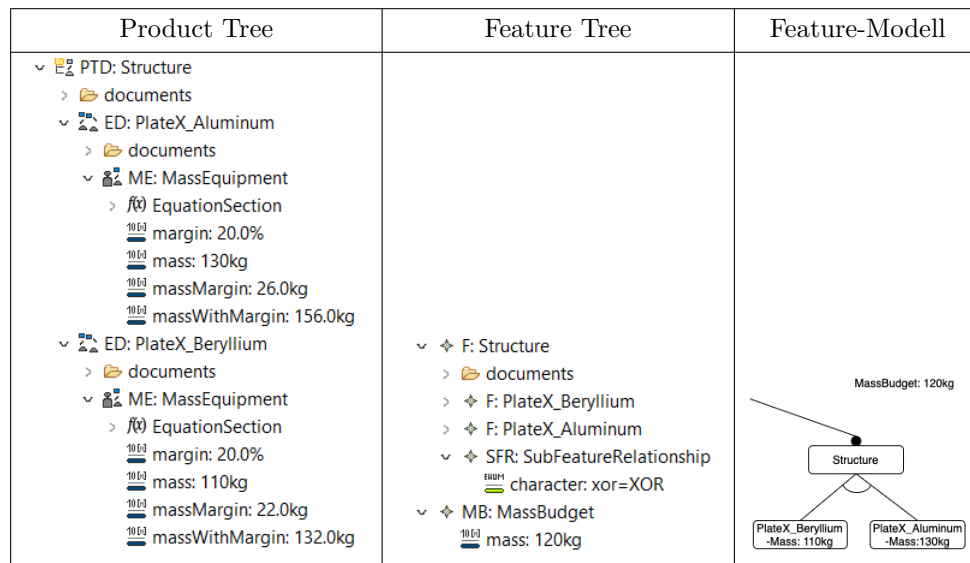 Product Tree
Feature Tree
Feature-Modell
PTD: Structure
documents
ED: PlateX_Aluminum
documents
ME: MassEquipment
f(x) EquationSection
margin: 20.0%
mass: 130kg
massMargin: 26.0kg
massWithMargin: 156.0kg
ED: PlateX_Beryllium
documents
ME: MassEquipment
f(x) EquationSection
margin: 20.0%
mass: 110kg
massMargin: 22.0kg
massWithMargin: 132.0kg
F: Structure
documents
F: PlateX_Beryllium
F: PlateX_Aluminum
SFR: SubFeatureRelationship
ENUM character: xor=XOR
MB: MassBudget
mass: 120kg
MassBudget: 120kg
Structure
PlateX_Beryllium
-Mass: 110kg
PlateX_Aluminum
-Mass:130kg